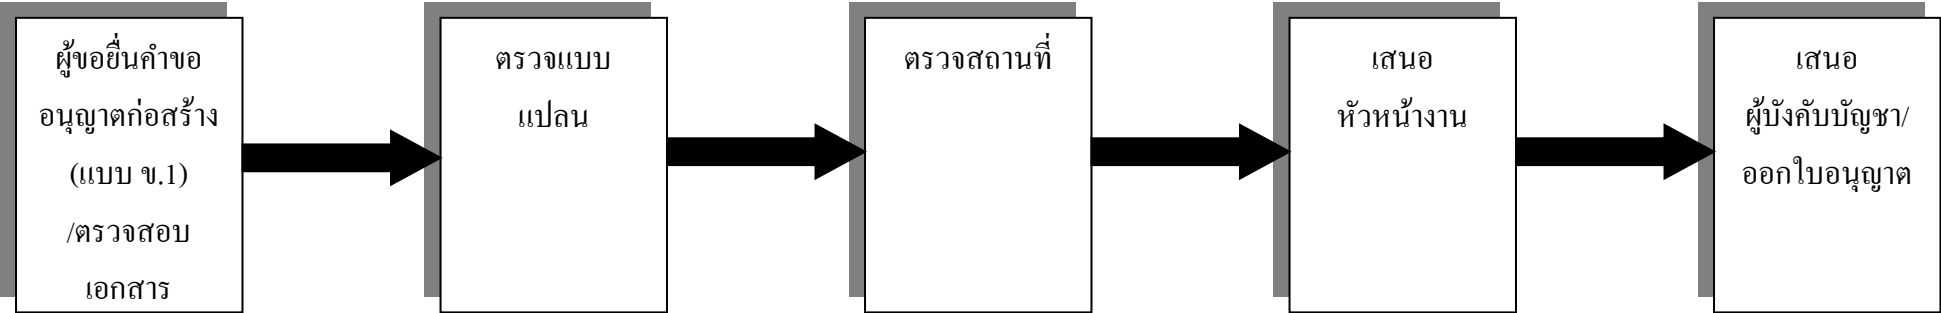 ผู้ขอยื่นคำขอ
อนุญาตก่อสร้าง
(แบบ ข.1)
/ตรวจสอบ
เอกสาร
ตรวจแบบ
แปลน
ตรวจสถานที่
เสนอ
หัวหน้างาน
เสนอ
ผู้บังคับบัญชา/
ออกใบอนุญาต